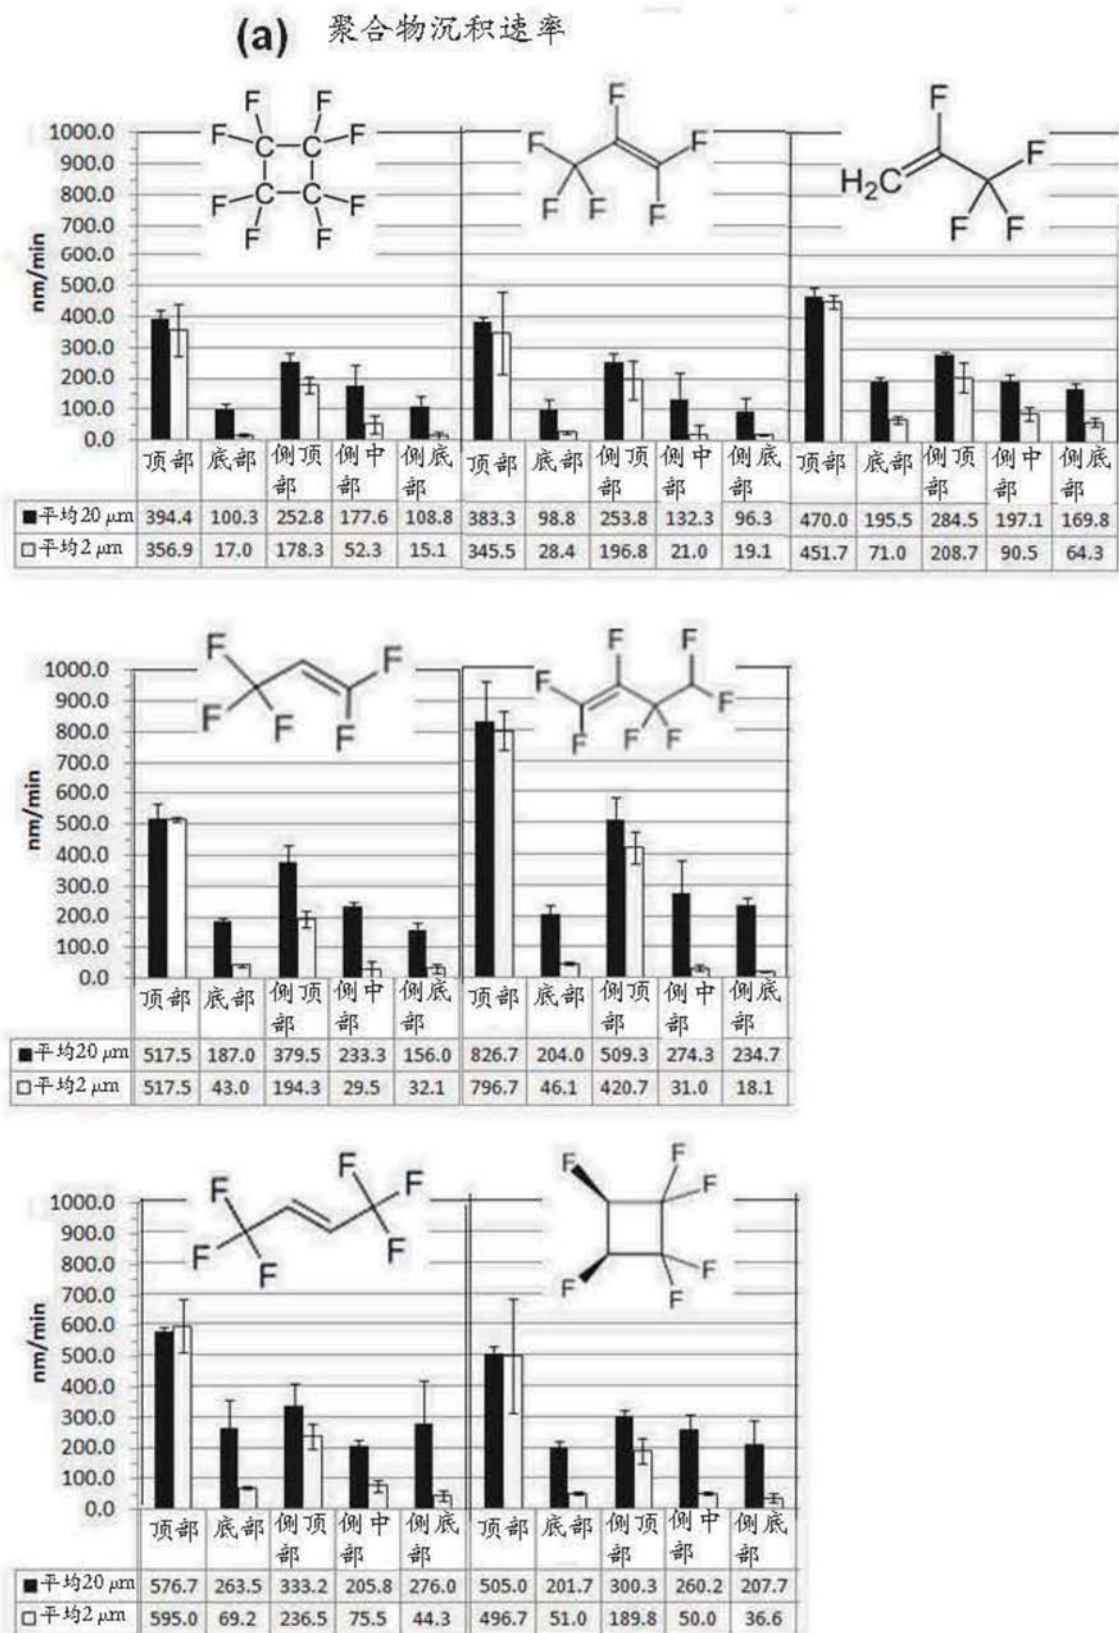 (a) 聚合物沉积速率
F F F
F F C C F F F F F
F C C F F F F H2C F F F
F F
1000.0
900.0
800.0
700.0
600.0
500.0
400.0
300.0
200.0
100.0
0.0
nm/min
顶部 底部 侧顶部 侧中部 侧底部 顶部 底部 侧顶部 侧中部 侧底部 顶部 底部 侧顶部 侧中部 侧底部
■平均20 μm 394.4 100.3 252.8 177.6 108.8 383.3 98.8 253.8 132.3 96.3 470.0 195.5 284.5 197.1 169.8
□平均2 μm 356.9 17.0 178.3 52.3 15.1 345.5 28.4 196.8 21.0 19.1 451.7 71.0 208.7 90.5 64.3
F F F F F F
F F F F F F
1000.0
900.0
800.0
700.0
600.0
500.0
400.0
300.0
200.0
100.0
0.0
nm/min
顶部 底部 侧顶部 侧中部 侧底部 顶部 底部 侧顶部 侧中部 侧底部
■平均20 μm 517.5 187.0 379.5 233.3 156.0 826.7 204.0 509.3 274.3 234.7
□平均2 μm 517.5 43.0 194.3 29.5 32.1 796.7 46.1 420.7 31.0 18.1
F F F F F F
F F F F F F
1000.0
900.0
800.0
700.0
600.0
500.0
400.0
300.0
200.0
100.0
0.0
nm/min
顶部 底部 侧顶部 侧中部 侧底部 顶部 底部 侧顶部 侧中部 侧底部
■平均20 μm 576.7 263.5 333.2 205.8 276.0 505.0 201.7 300.3 260.2 207.7
□平均2 μm 595.0 69.2 236.5 75.5 44.3 496.7 51.0 189.8 50.0 36.6